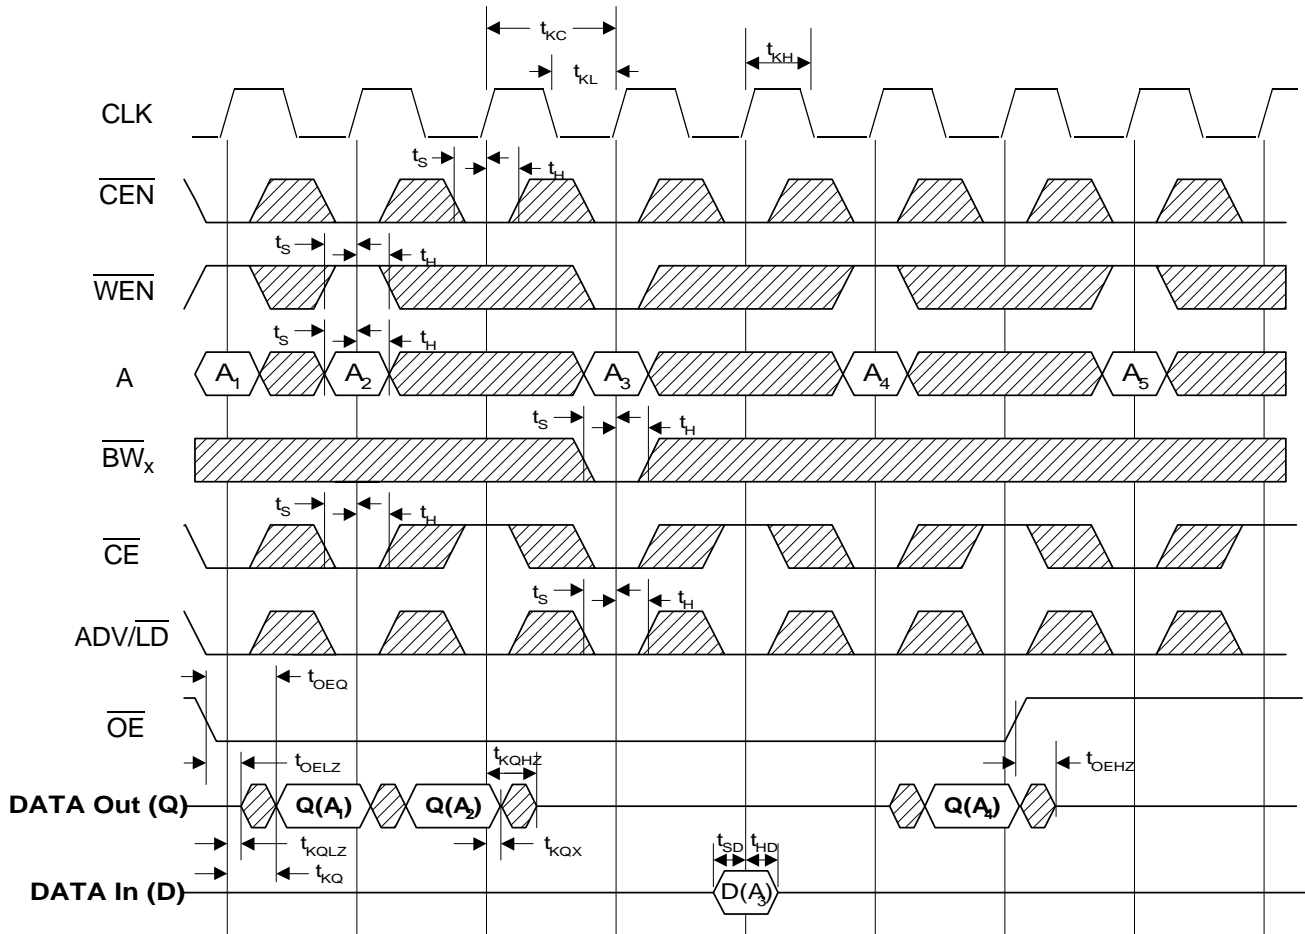 tKC
tKH
tKL
CLK
tS
tH
CEN
tS
tH
WEN
tS
tH
A
A1
A2
A3
A4
A5
tS
tH
BWx
tS
tH
CE
tS
tH
ADV/LD
tOEQ
OE
tOELZ
tKQHZ
tOEHZ
DATA Out (Q)
Q(A1)
Q(A2)
Q(A4)
tKQLZ
tKQX
tSD
tHD
tKQ
DATA In (D)
D(A3)